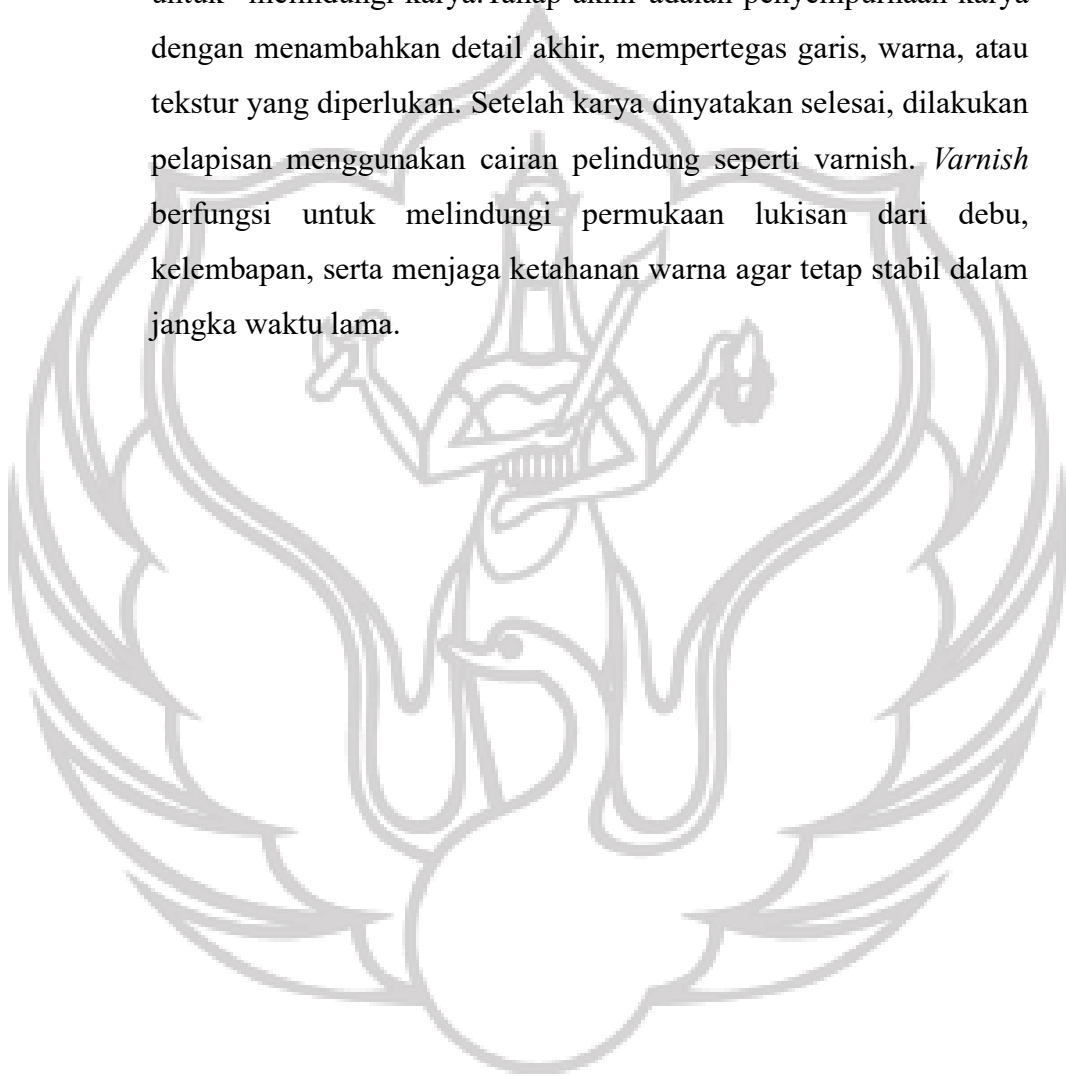 untuk melindungi karya.Tahap akhir adalah penyempurnaan karya
dengan menambahkan detail akhir, mempertegas garis, warna, atau
tekstur yang diperlukan. Setelah karya dinyatakan selesai, dilakukan
pelapisan menggunakan cairan pelindung seperti varnish. Varnish
berfungsi untuk melindungi permukaan lukisan dari debu,
kelembapan, serta menjaga ketahanan warna agar tetap stabil dalam
jangka waktu lama.